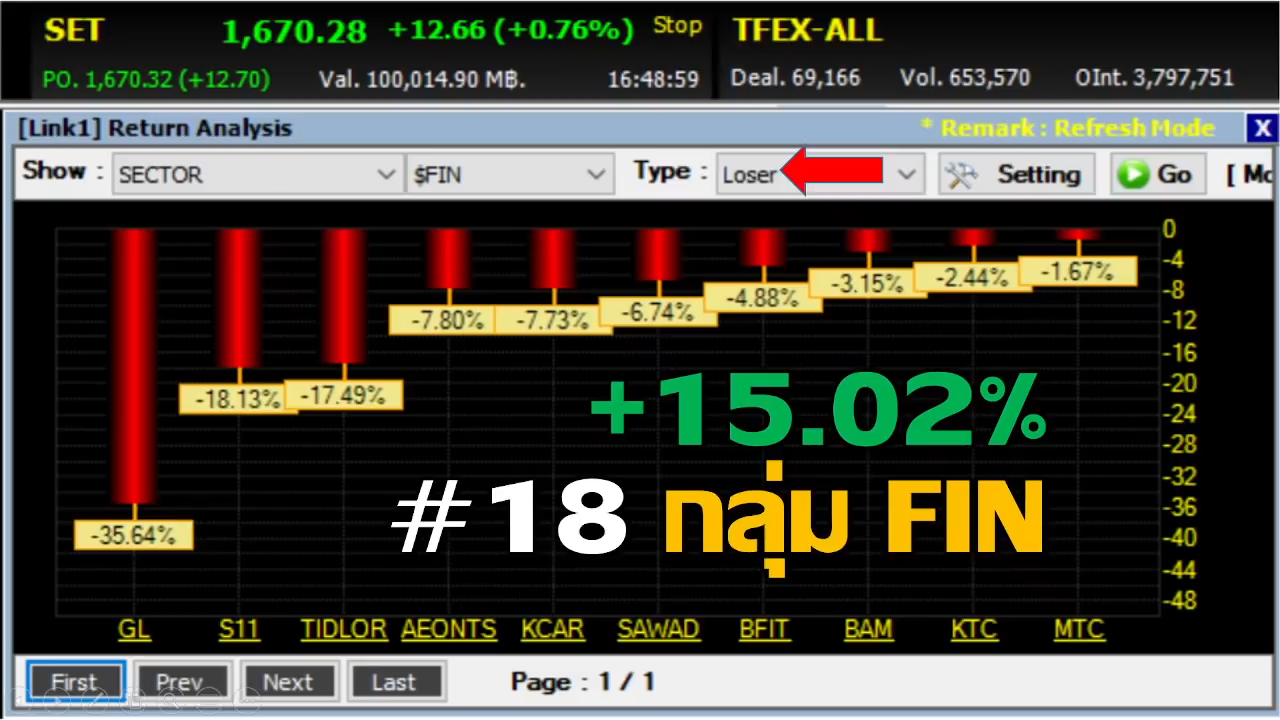 SET 1,670.28 +12.66 (+0.76%) Stop TFEX-ALL
PO. 1,670.32 (+12.70) Val. 100,014.90 M฿. 16:48:59 Deal. 69,166 Vol. 653,570 OInt. 3,797,751
[Link1] Return Analysis * Remark : Refresh Mode X
Show : SECTOR $FIN Type : Loser Setting Go [ Mo
0
-4
-8
-12
-16
-20
-24
-28
-32
-36
-40
-44
-48
-35.64% -18.13% -17.49% -7.80% -7.73% -6.74% -4.88% -3.15% -2.44% -1.67%
+15.02%
#18 กลุ่ม FIN
GL S11 TIDLOR AEONTS KCAR SAWAD BFIT BAM KTC MTC
First Prev Next Last Page : 1 / 1